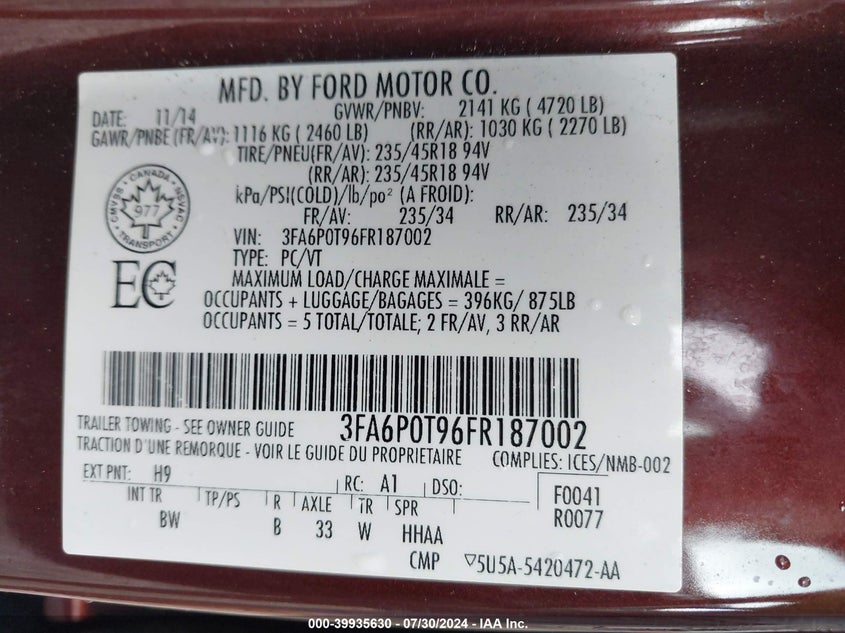 MFD. BY FORD MOTOR CO.
DATE: 11/14 GVWR/PNBV: 2141 KG ( 4720 LB)
GAWR/PNBE (FR/AV): 1116 KG ( 2460 LB) (RR/AR): 1030 KG ( 2270 LB)
TIRE/PNEU(FR/AV): 235/45R18 94V
(RR/AR): 235/45R18 94V
kPa/PSI(COLD)/lb/po² (A FROID):
FR/AV: 235/34 RR/AR: 235/34
CANADA
CMVSS 977 NSVAC
TRANSPORT
VIN: 3FA6P0T96FR187002
TYPE: PC/VT
EC
MAXIMUM LOAD/CHARGE MAXIMALE =
OCCUPANTS + LUGGAGE/BAGAGES = 396KG/ 875LB
OCCUPANTS = 5 TOTAL/TOTALE; 2 FR/AV, 3 RR/AR
TRAILER TOWING - SEE OWNER GUIDE 3FA6P0T96FR187002
TRACTION D'UNE REMORQUE - VOIR LE GUIDE DU PROPRIETAIRE COMPLIES: ICES/NMB-002
EXT PNT: H9 RC: A1 DSO: F0041
INT TR TP/PS R AXLE TR SPR R0077
BW B 33 W HHAA
CMP ▽5U5A-5420472-AA
000-39935630 - 07/30/2024 - IAA Inc.